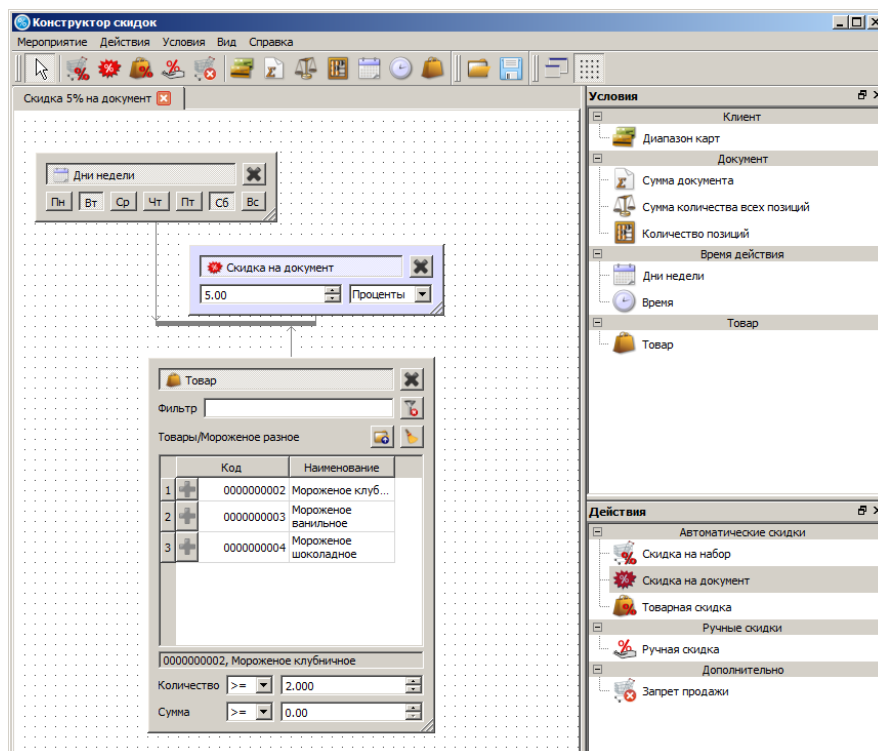 Конструктор скидок
Мероприятие Действия Условия Вид Справка
Скидка 5% на документ
Дни недели
Пн Вт Ср Чт Пт Сб Вс
Скидка на документ
5.00 Проценты
Товар
Фильтр
Товары/Мороженое разное
Код Наименование
1 0000000002 Мороженое клуб...
2 0000000003 Мороженое
ванильное
3 0000000004 Мороженое
шоколадное
0000000002, Мороженое клубничное
Количество >= 2.000
Сумма >= 0.00
Условия
Клиент
Диапазон карт
Документ
Сумма документа
Сумма количества всех позиций
Количество позиций
Время действия
Дни недели
Время
Товар
Товар
Действия
Автоматические скидки
Скидка на набор
Скидка на документ
Товарная скидка
Ручные скидки
Ручная скидка
Дополнительно
Запрет продажи